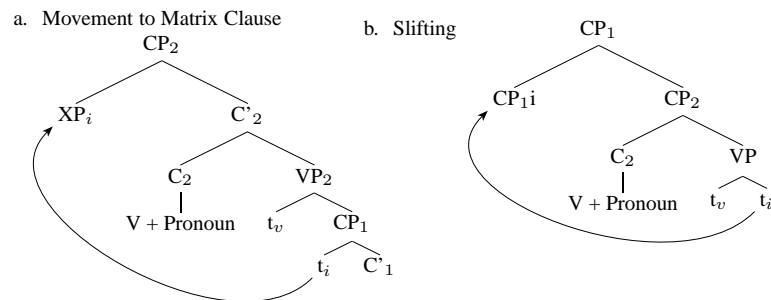 a. Movement to Matrix Clause
CP₂
XPᵢ C'₂
C₂ VP₂
V + Pronoun tᵥ CP₁
tᵢ C'₁
b. Slifting
CP₁
CP₁i CP₂
C₂ VP
V + Pronoun tᵥ tᵢ